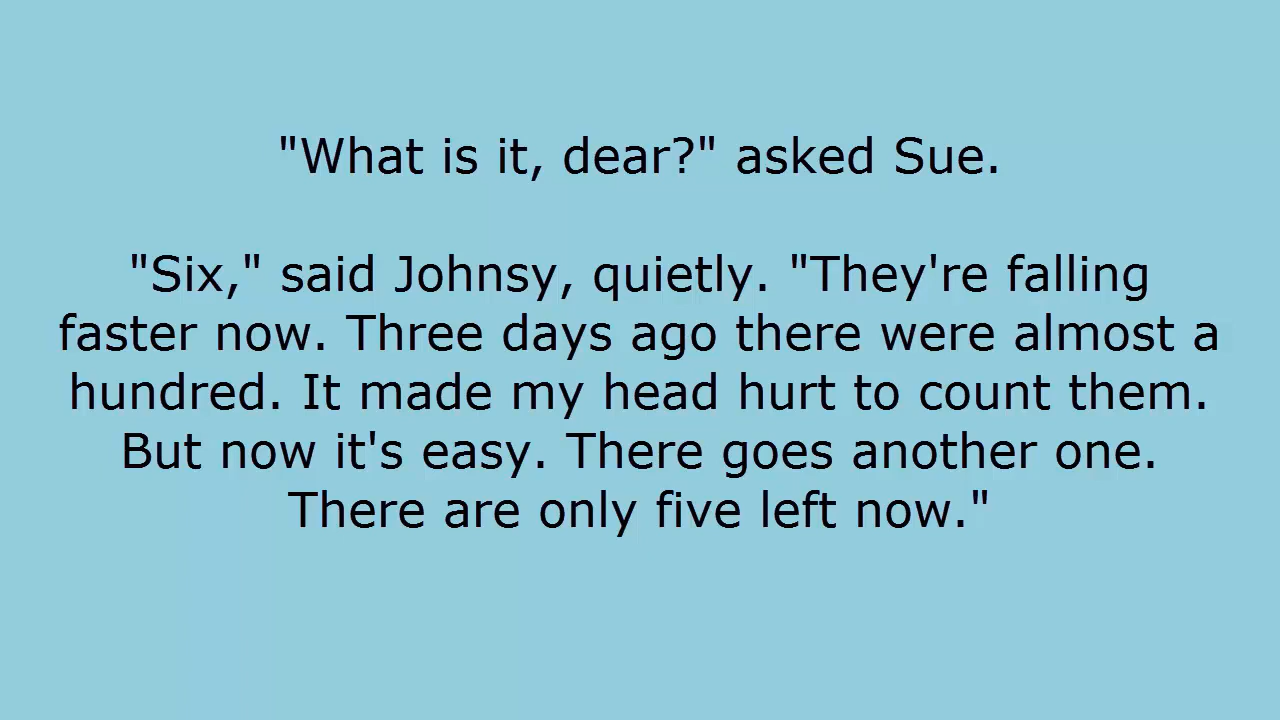 "What is it, dear?" asked Sue.
"Six," said Johnsy, quietly. "They're falling
faster now. Three days ago there were almost a
hundred. It made my head hurt to count them.
But now it's easy. There goes another one.
There are only five left now."